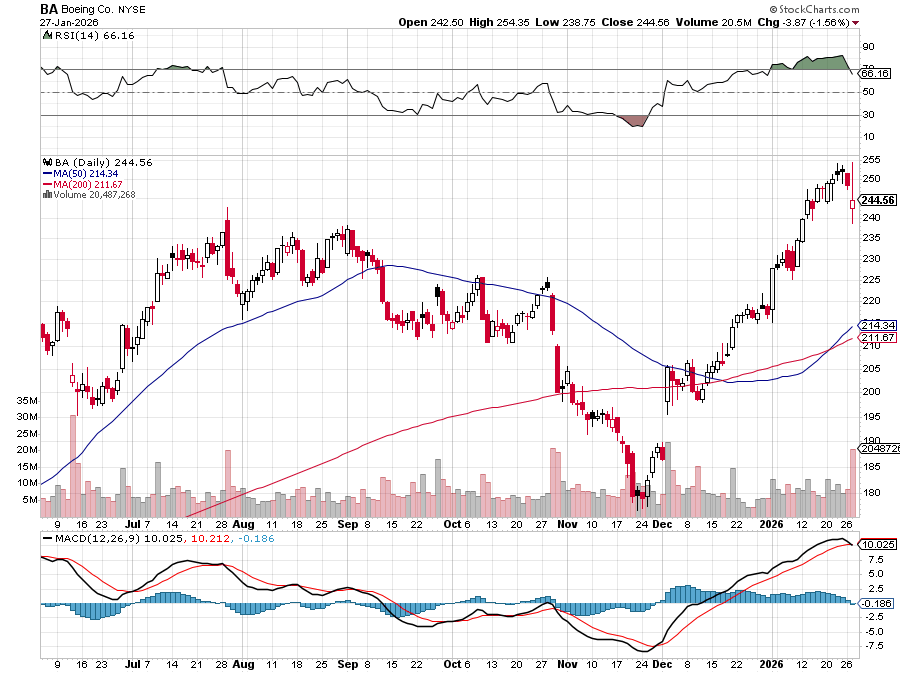 BA Boeing Co. NYSE
© StockCharts.com
27-Jan-2026
Open 242.50 High 254.35 Low 238.75 Close 244.56 Volume 20.5M Chg -3.87 (-1.56%)
RSI(14) 66.16
90
70
66.16
50
30
10
BA (Daily) 244.56
MA(50) 214.34
MA(200) 211.67
Volume 20,487,268
255
250
244.56
240
235
230
225
220
214.34
211.67
210
205
200
195
190
185
180
35M
30M
25M
20M
15M
10M
5M
9 16 23 Jul 7 14 21 28 Aug 11 18 25 Sep 8 15 22 Oct 6 13 20 27 Nov 10 17 24 Dec 8 15 22 2026 12 20 26
MACD(12,26,9) 10.025, 10.212, -0.186
10.025
7.5
5.0
2.5
-0.186
-2.5
-5.0
-7.5
9 16 23 Jul 7 14 21 28 Aug 11 18 25 Sep 8 15 22 Oct 6 13 20 27 Nov 10 17 24 Dec 8 15 22 2026 12 20 26